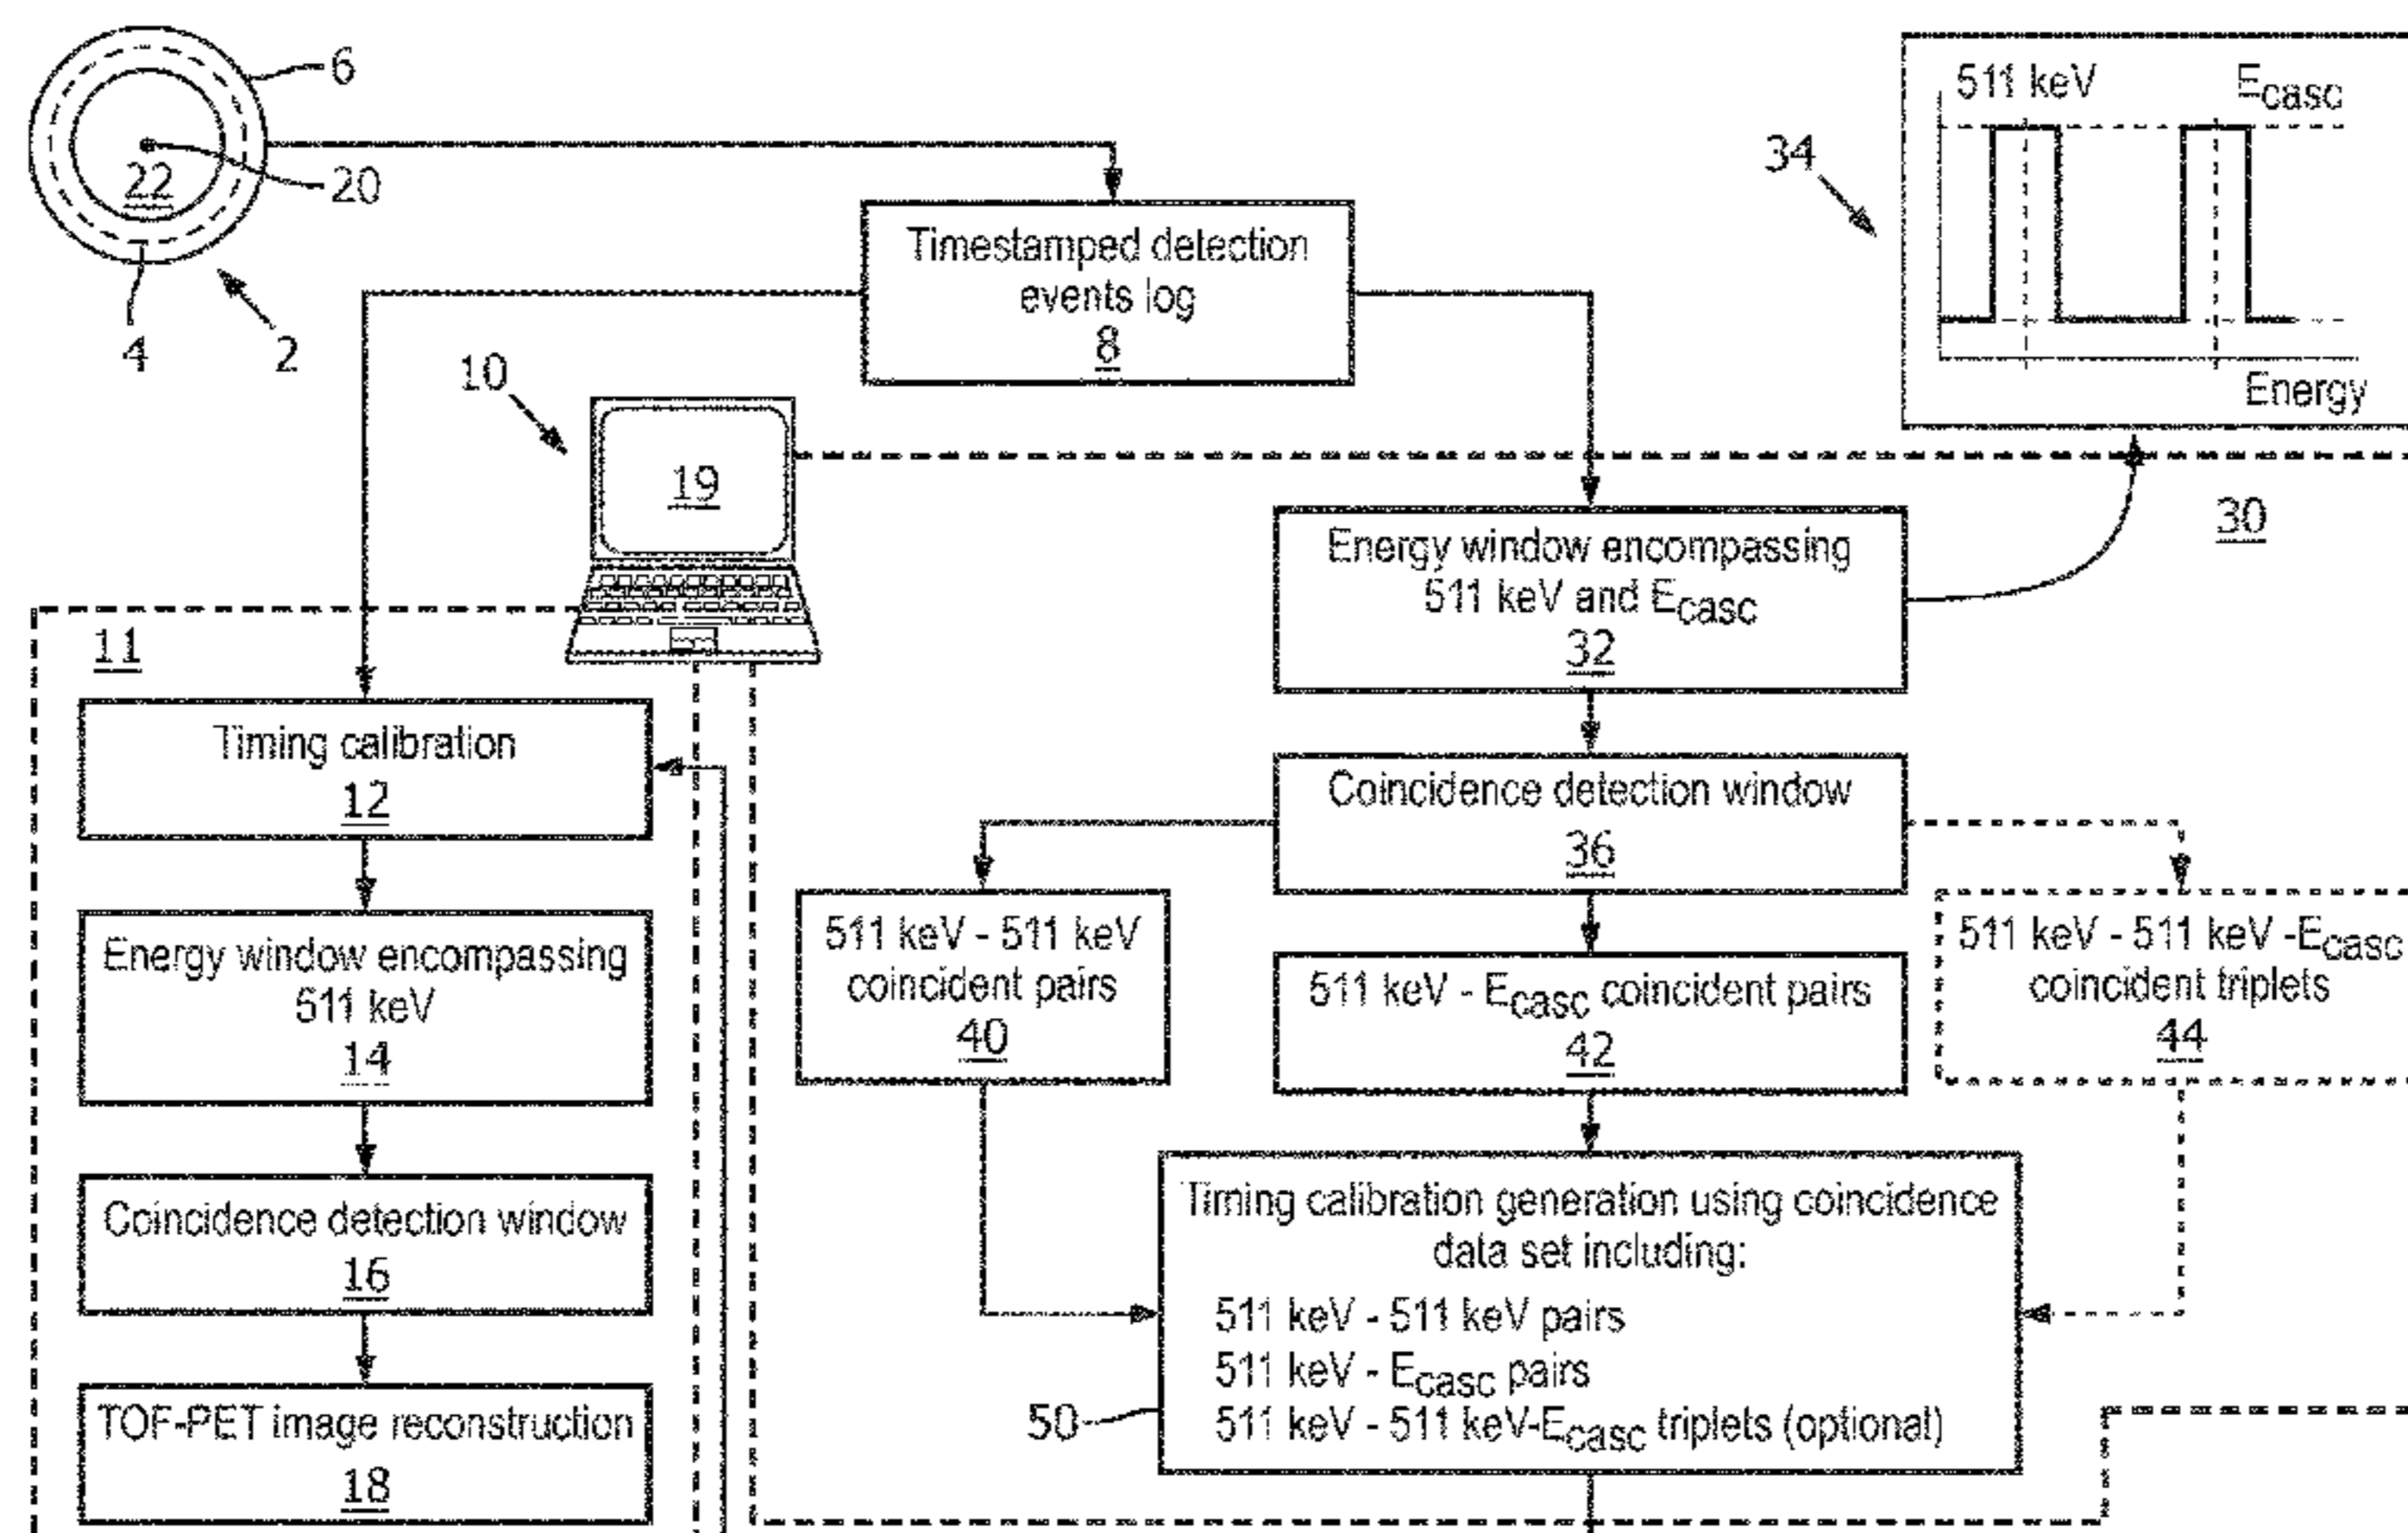 6
22
20
4
2
Timestamped detection
events log
8
34
511 keV
Ecasc
Energy
10
19
30
Energy window encompassing
511 keV and Ecasc
32
11
Timing calibration
12
Coincidence detection window
36
Energy window encompassing
511 keV
14
511 keV - 511 keV
coincident pairs
40
511 keV - Ecasc coincident pairs
42
511 keV - 511 keV -Ecasc
coincident triplets
44
Coincidence detection window
16
Timing calibration generation using coincidence
data set including:
511 keV - 511 keV pairs
511 keV - Ecasc pairs
511 keV - 511 keV-Ecasc triplets (optional)
50
TOF-PET image reconstruction
18